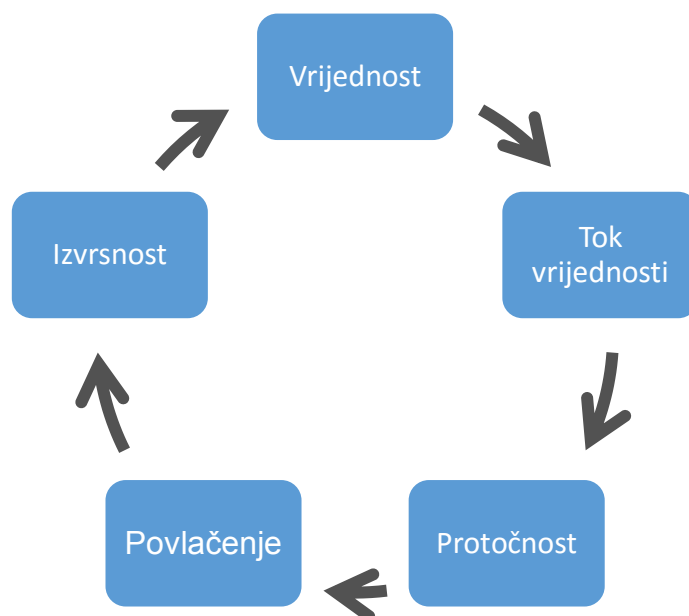 Vrijednost
Tok
vrijednosti
Protočnost
Povlačenje
Izvrsnost